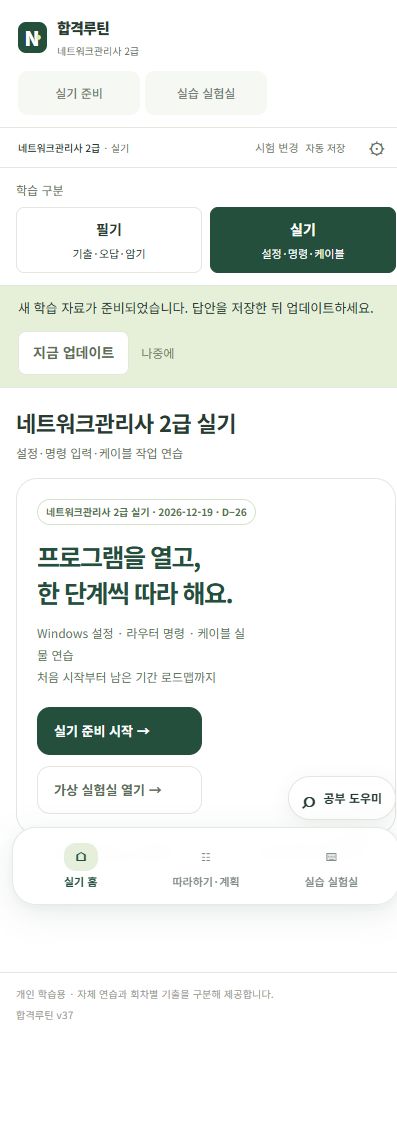 합격루틴
네트워크관리사 2급
실기 준비
실습 실험실
네트워크관리사 2급 · 실기
시험 변경 자동 저장
학습 구분
필기
기출·오답·암기
실기
설정·명령·케이블
새 학습 자료가 준비되었습니다. 답안을 저장한 뒤 업데이트하세요.
지금 업데이트
나중에
네트워크관리사 2급 실기
설정·명령 입력·케이블 작업 연습
네트워크관리사 2급 실기 · 2026-12-19 · D-26
프로그램을 열고,
한 단계씩 따라 해요.
Windows 설정 · 라우터 명령 · 케이블 실
물 연습
처음 시작부터 남은 기간 로드맵까지
실기 준비 시작 →
가상 실험실 열기 →
공부 도우미
실기 홈
따라하기·계획
실습 실험실
개인 학습용 · 자체 연습과 회차별 기출을 구분해 제공합니다.
합격루틴 v37